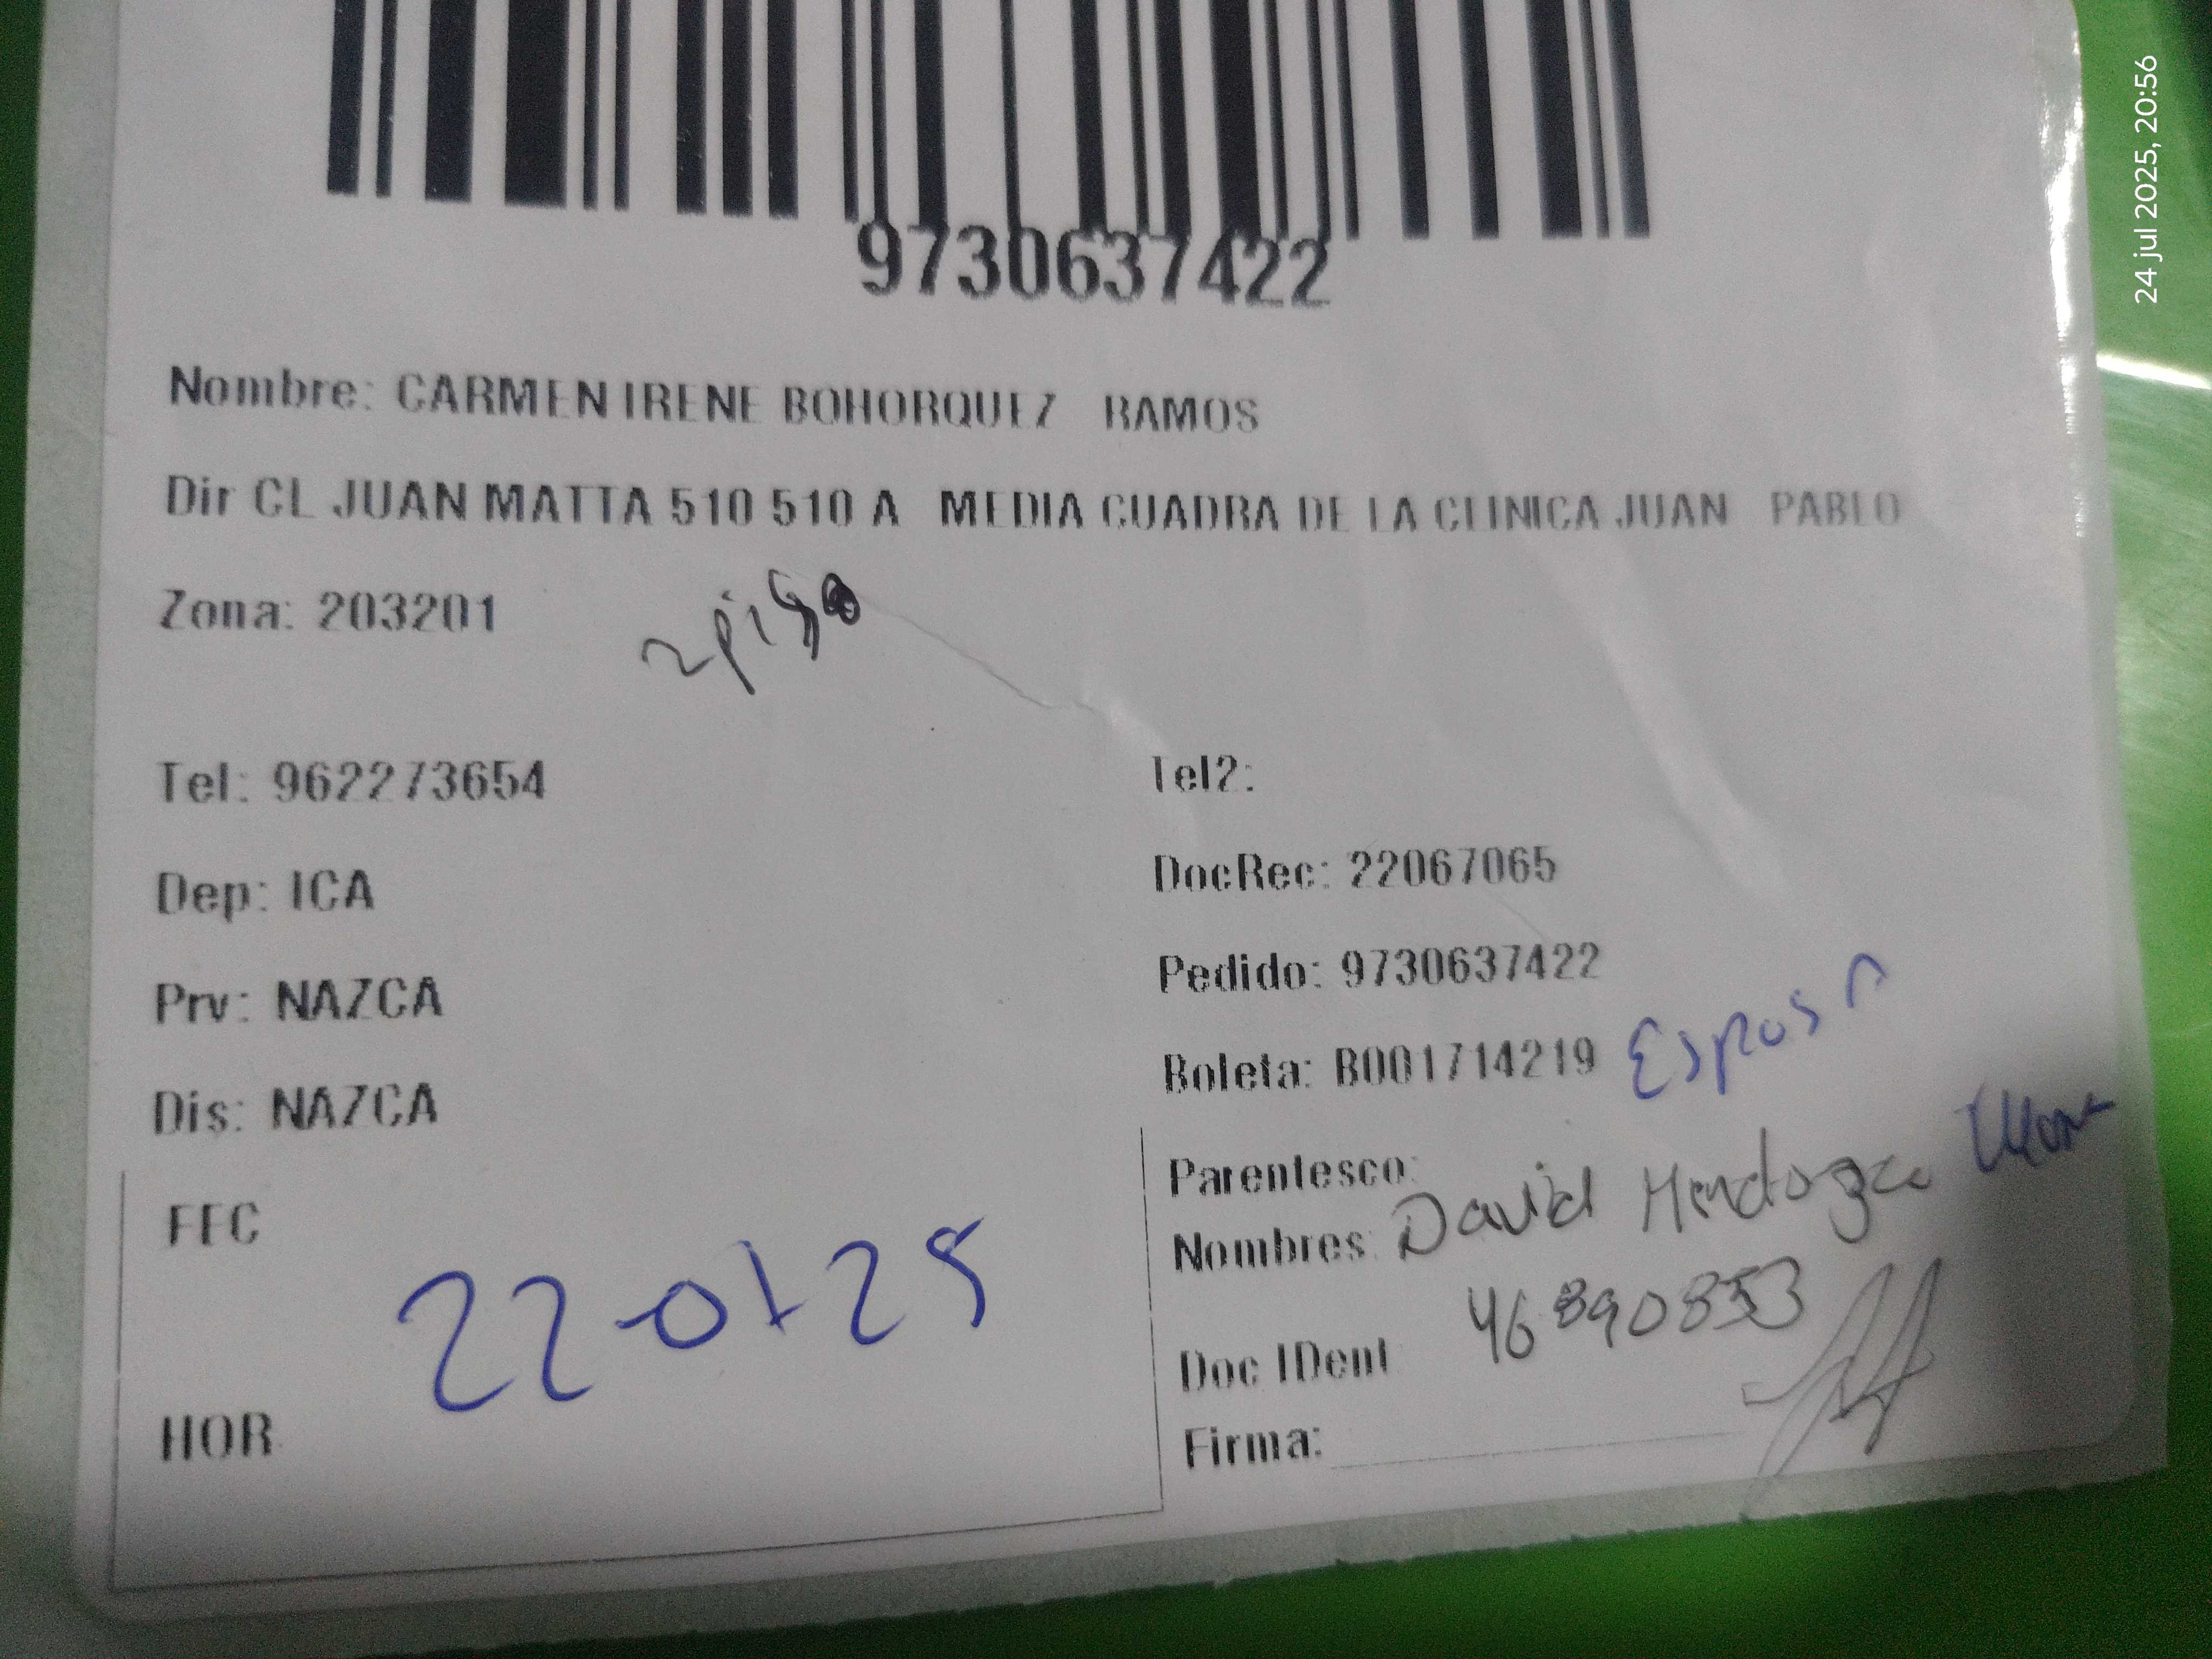 9730637422
Nombre: CARMEN IRENE BOHORQUEZ RAMOS
Dir CL JUAN MATTA 510 510 A MEDIA CUADRA DE LA CLINICA JUAN PABLO
Zona: 203201
2 piso
Tel: 962273654
Tel2:
Dep: ICA
DocRec: 22067065
Prv: NAZCA
Pedido: 9730637422
Dis: NAZCA
Boleta: B001714219
Esposo
Parentesco:
FEC
22-07-25
Nombres: David Mendoza
Doc IDent 46890853
HOR
Firma:
24 jul 2025, 20:56